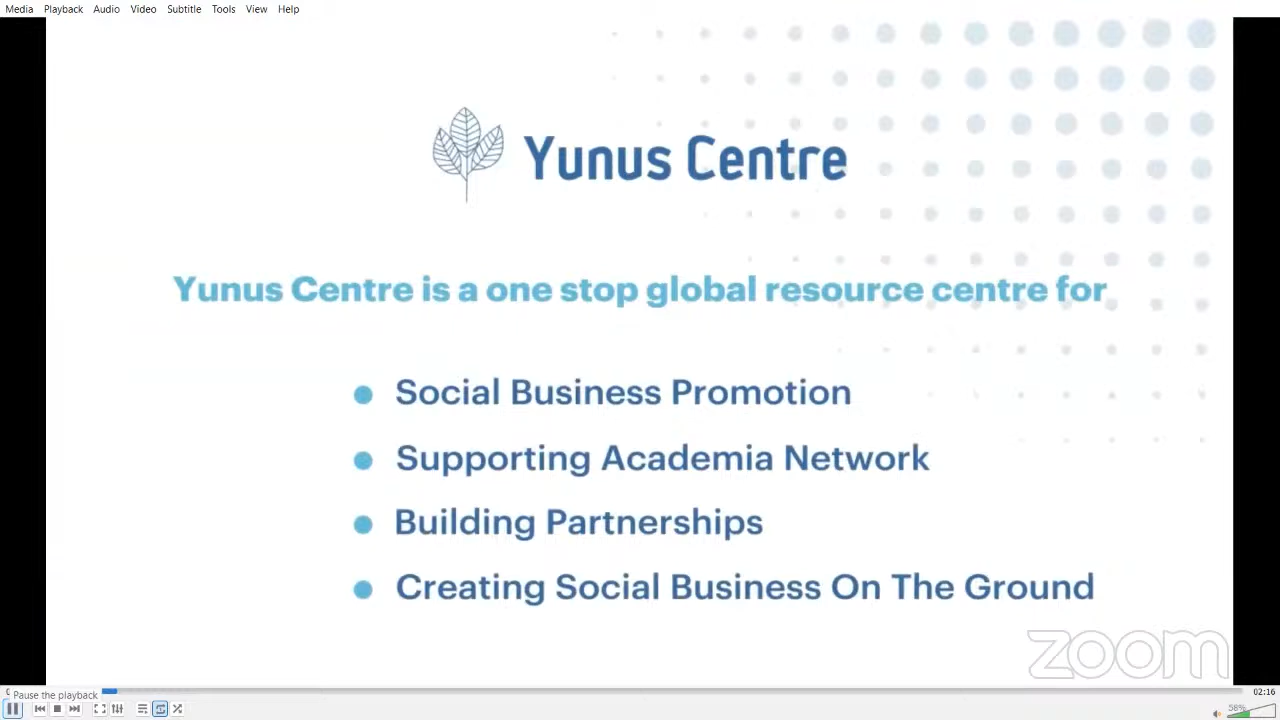 Media Playback Audio Video Subtitle Tools View Help
Yunus Centre
Yunus Centre is a one stop global resource centre for
Social Business Promotion
Supporting Academia Network
Building Partnerships
Creating Social Business On The Ground
zoom
Pause the playback
02:16
58%